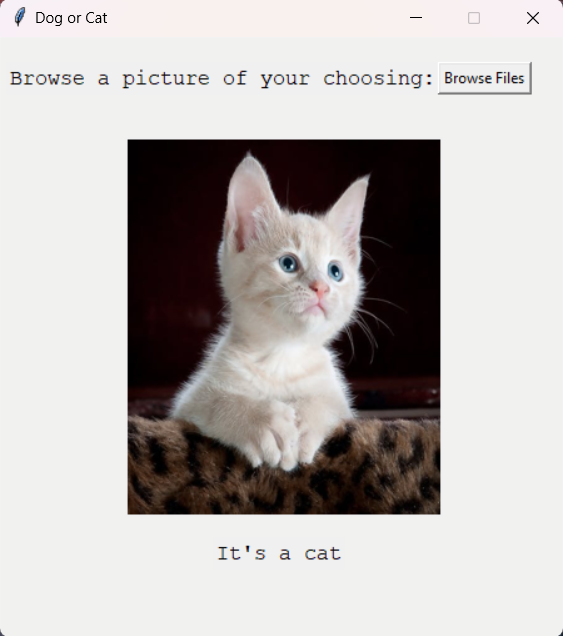 Dog or Cat
Browse a picture of your choosing: Browse Files
It's a cat